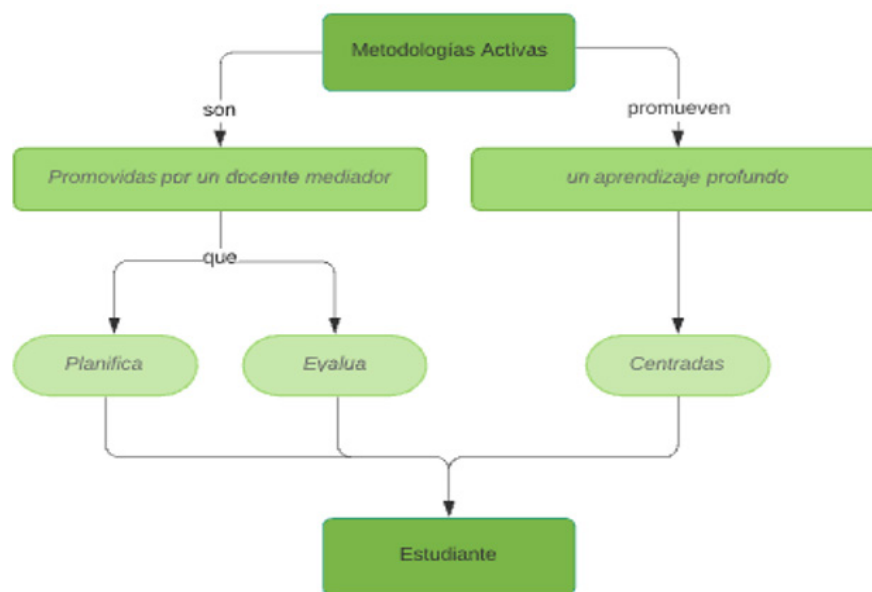 Metodologías Activas
son
promueven
Promovidas por un docente mediador
un aprendizaje profundo
que
Planifica
Evalua
Centradas
Estudiante